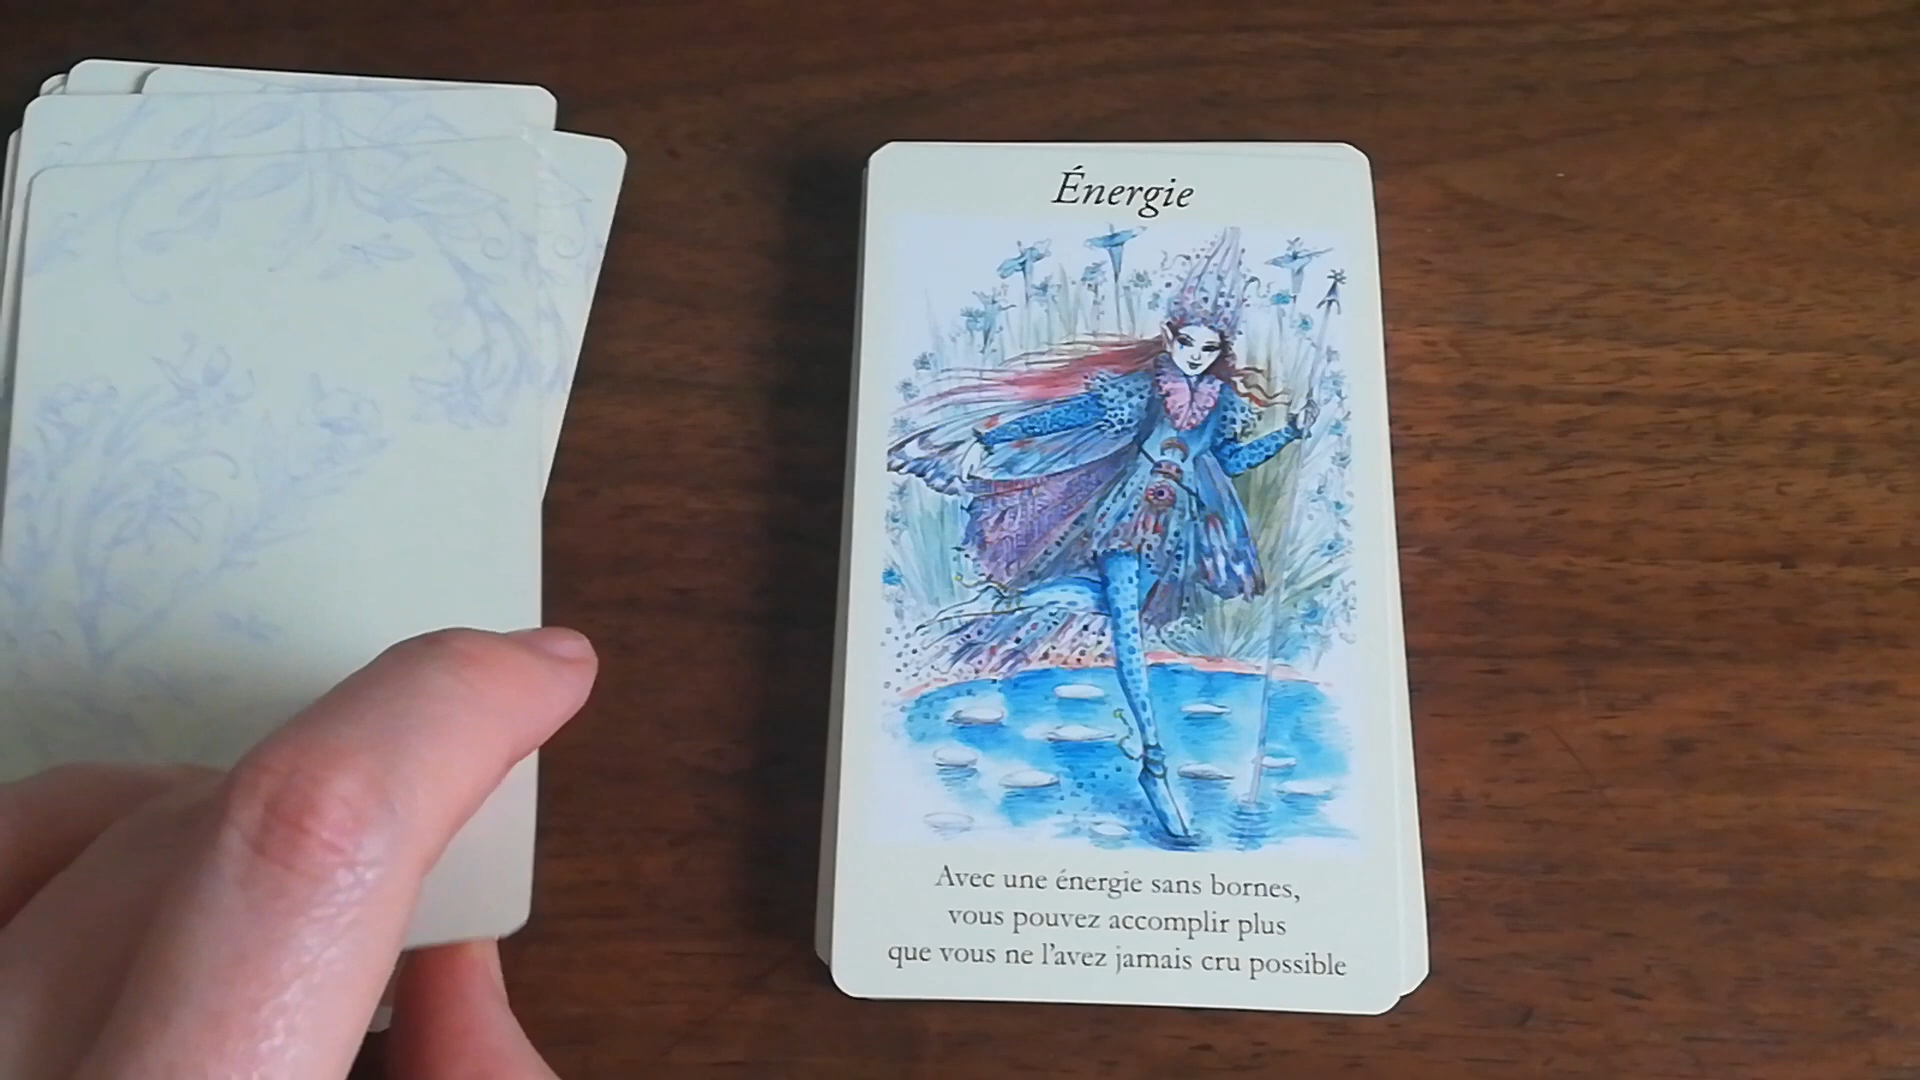 Énergie
Avec une énergie sans bornes,
vous pouvez accomplir plus
que vous ne l'avez jamais cru possible